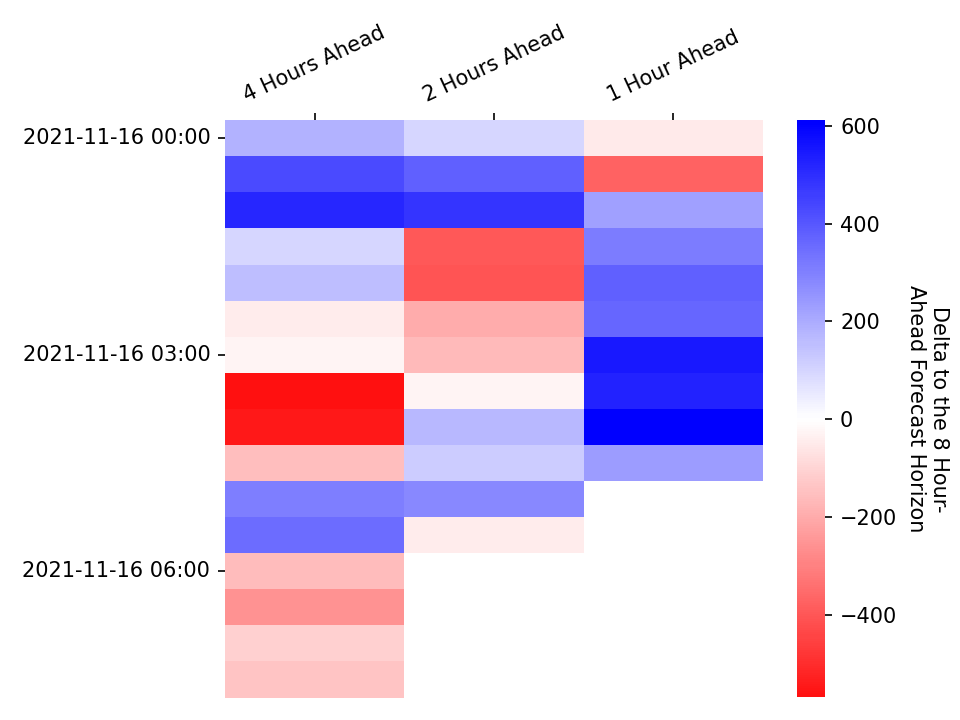 4 Hours Ahead
2 Hours Ahead
1 Hour Ahead
2021-11-16 00:00
2021-11-16 03:00
2021-11-16 06:00
600
400
200
0
−200
−400
Delta to the 8 Hour-
Ahead Forecast Horizon